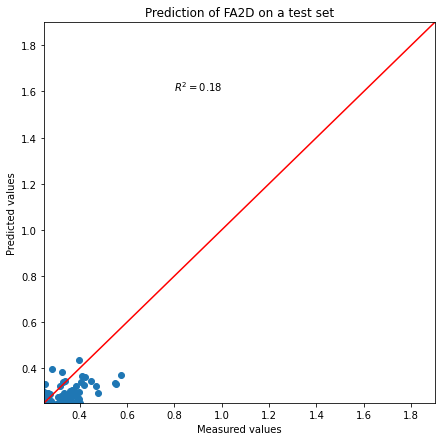 Prediction of FA2D on a test set
R² = 0.18
Predicted values
1.8
1.6
1.4
1.2
1.0
0.8
0.6
0.4
0.4 0.6 0.8 1.0 1.2 1.4 1.6 1.8
Measured values